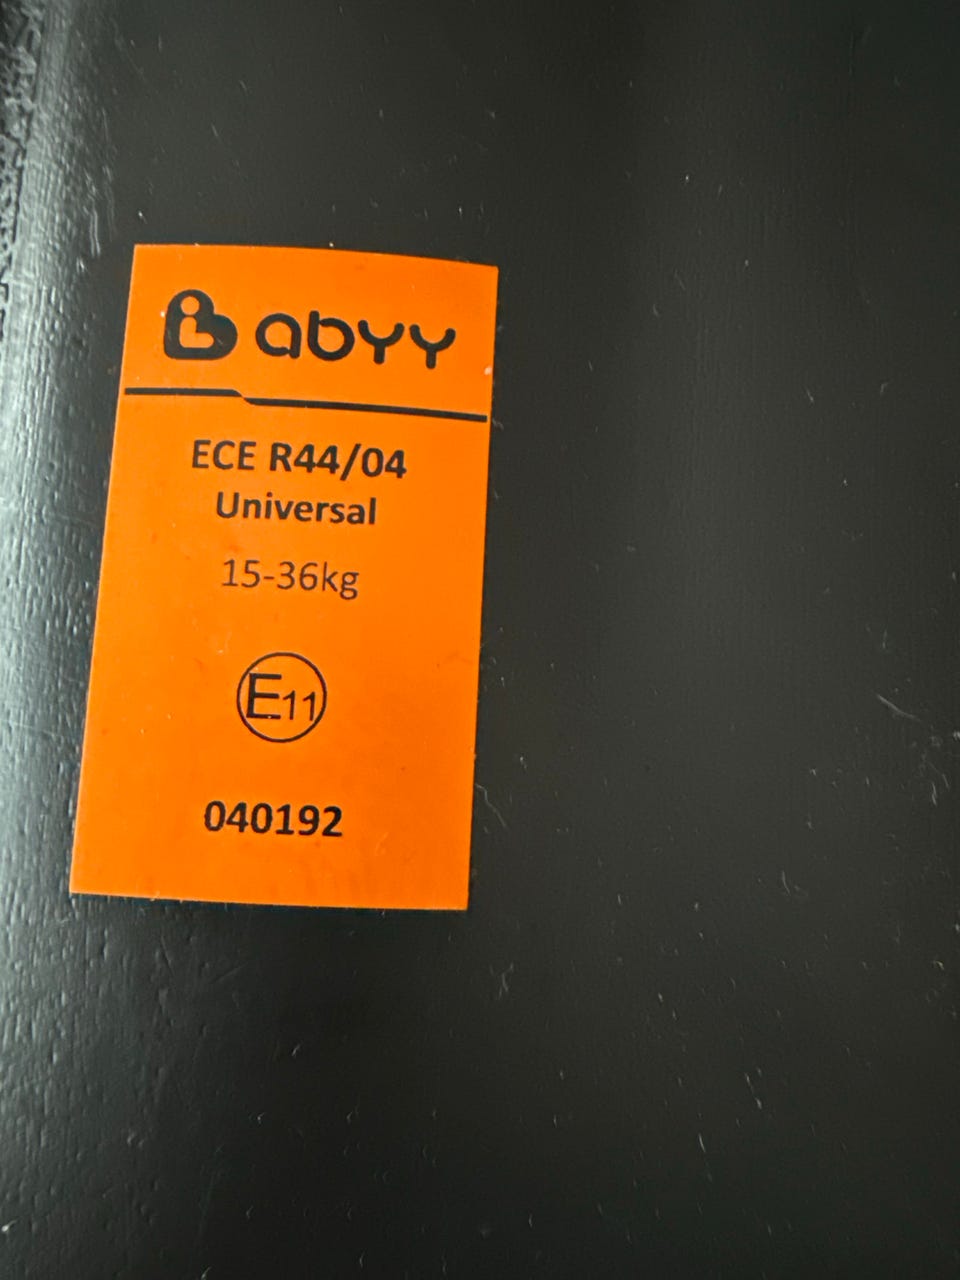 Babyy
ECE R44/04
Universal
15-36kg
E11
040192